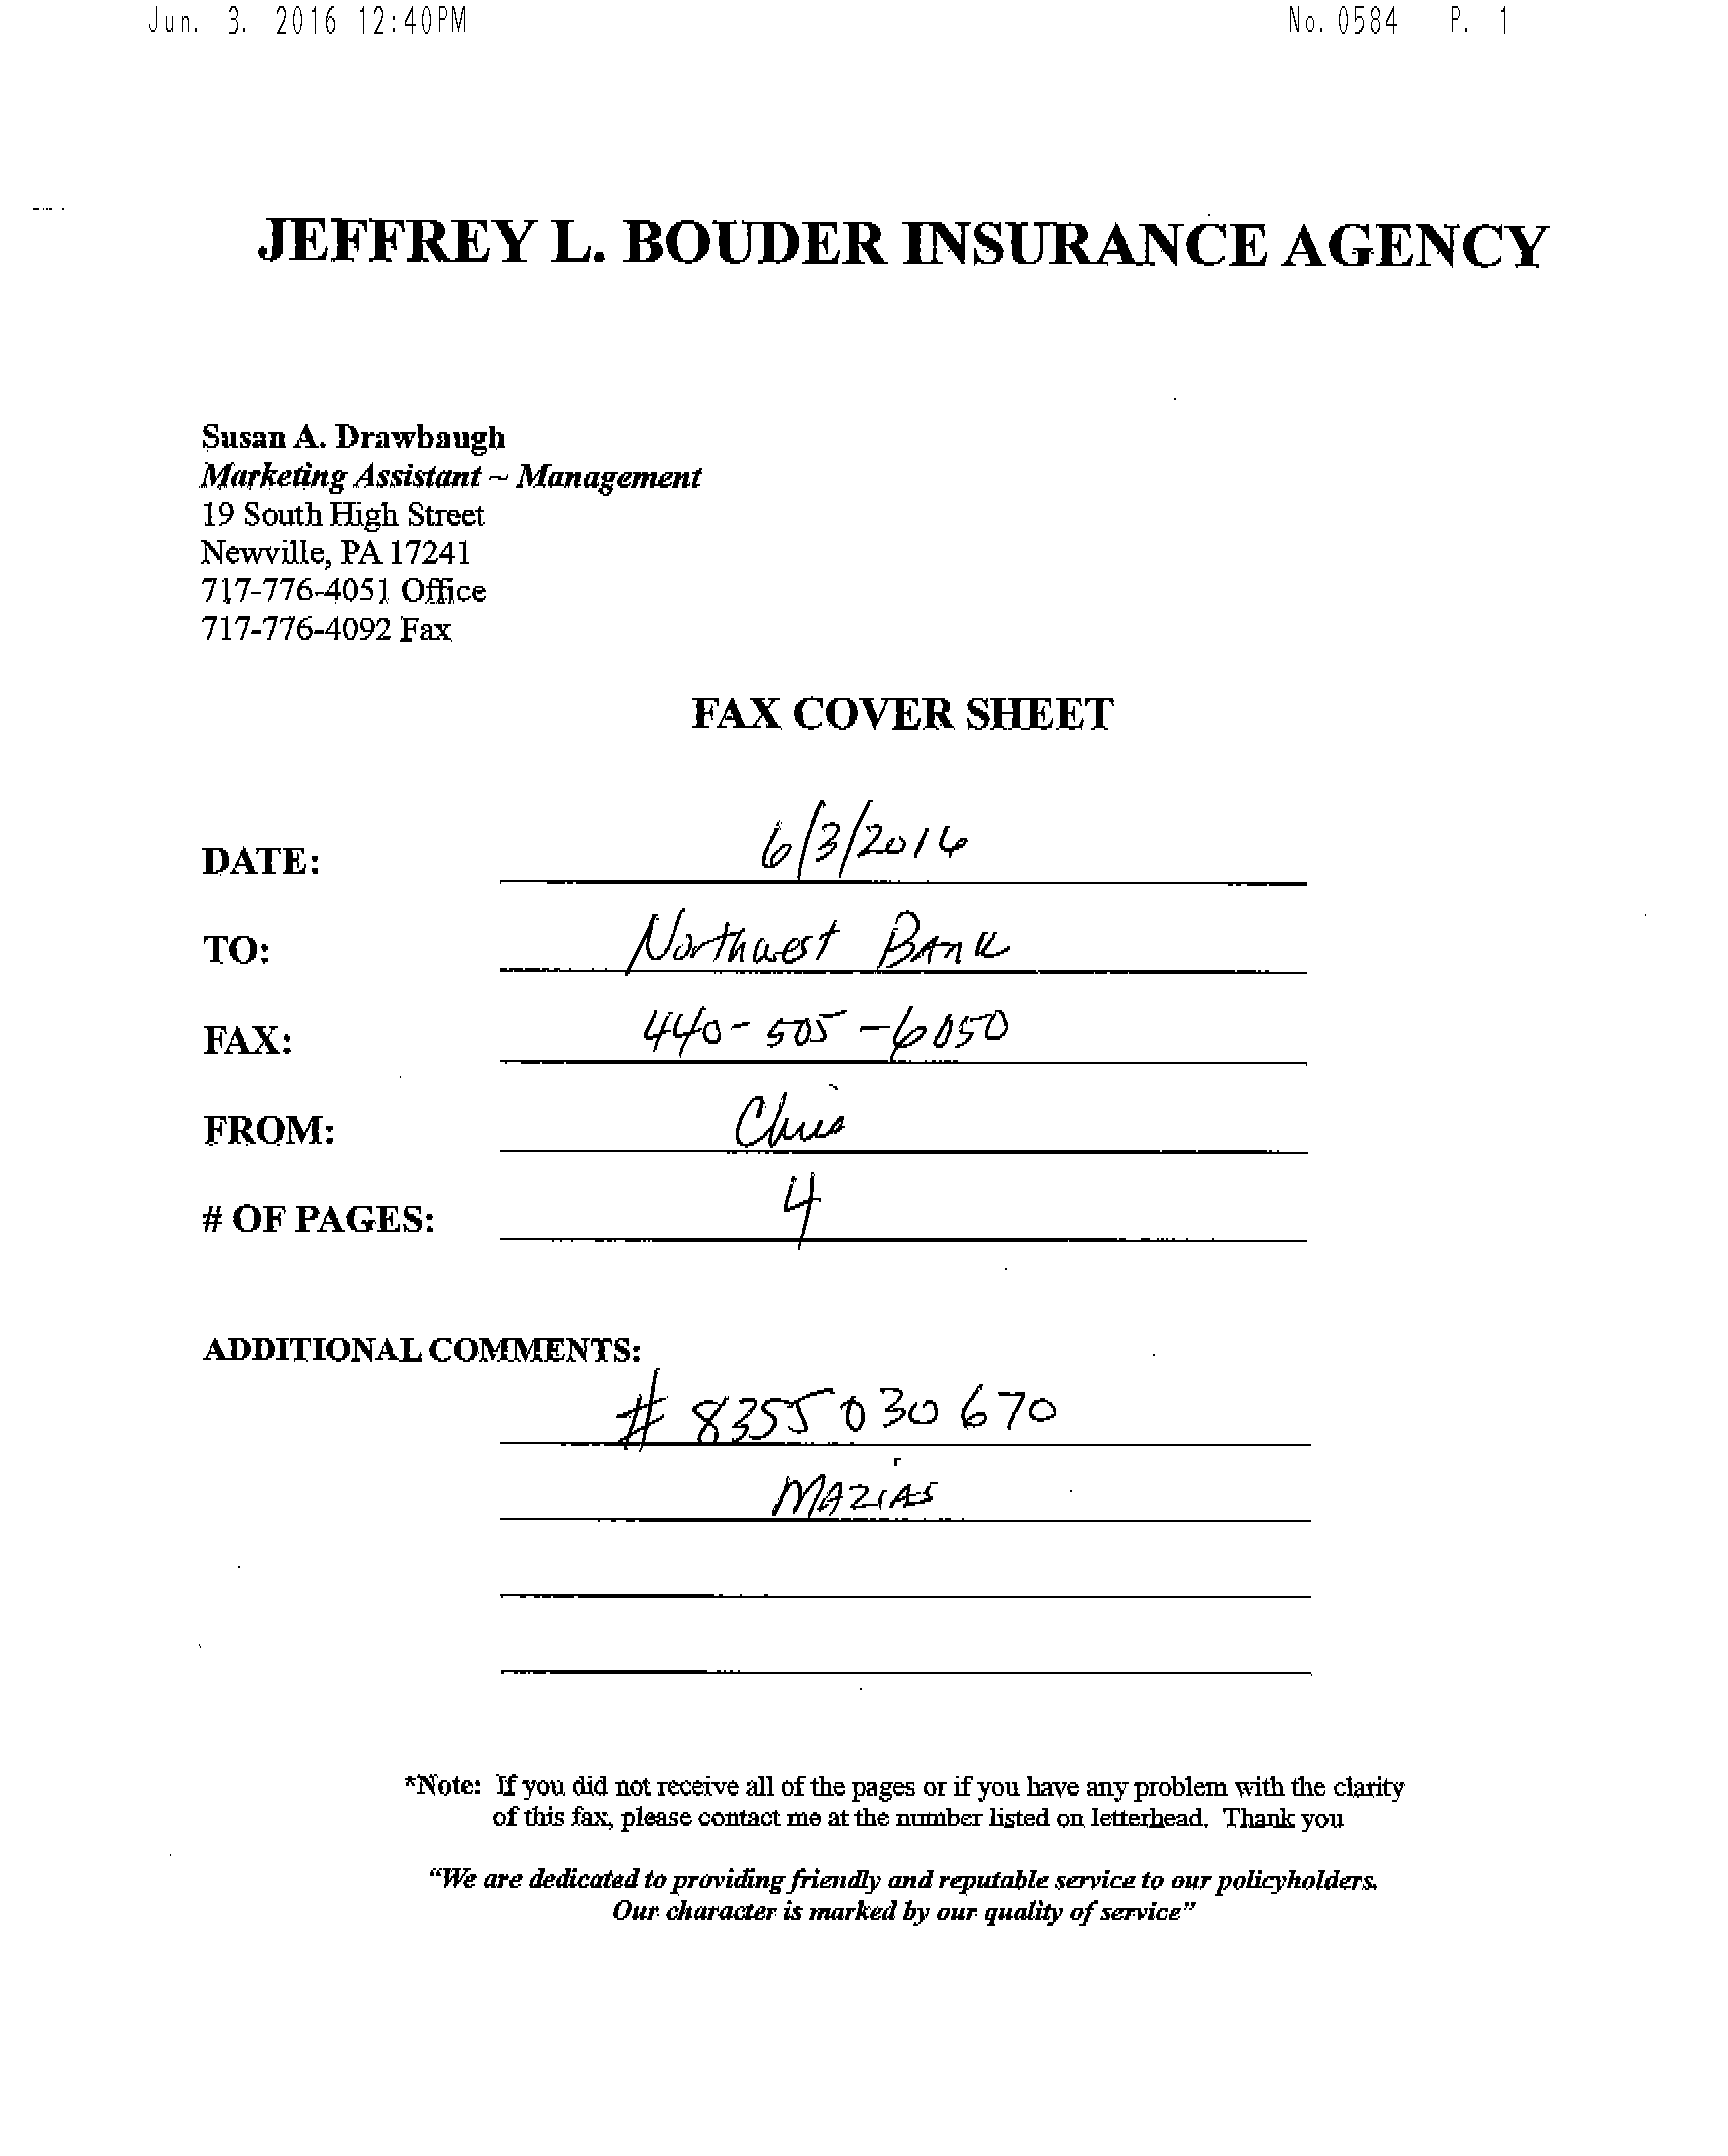 Jun. 3. 2016 12:40PM No. 0584 P. 1
JEFFREY L. BOUDER INSURANCE AGENCY
Susan A. Drawbaugh
Marketing Assistant ~ Management
19 South High Street
Newville, PA 17241
717-776-4051 Office
717-776-4092 Fax
FAX COVER SHEET
DATE: 6/3/2016
TO: Northwest Bank
FAX: 440-505-6050
FROM: Chris
# OF PAGES: 4
ADDITIONAL COMMENTS:
# 8355030670
MAZIAS
*Note: If you did not receive all of the pages or if you have any problem with the clarity
of this fax, please contact me at the number listed on letterhead. Thank you
“We are dedicated to providing friendly and reputable service to our policyholders.
Our character is marked by our quality of service”